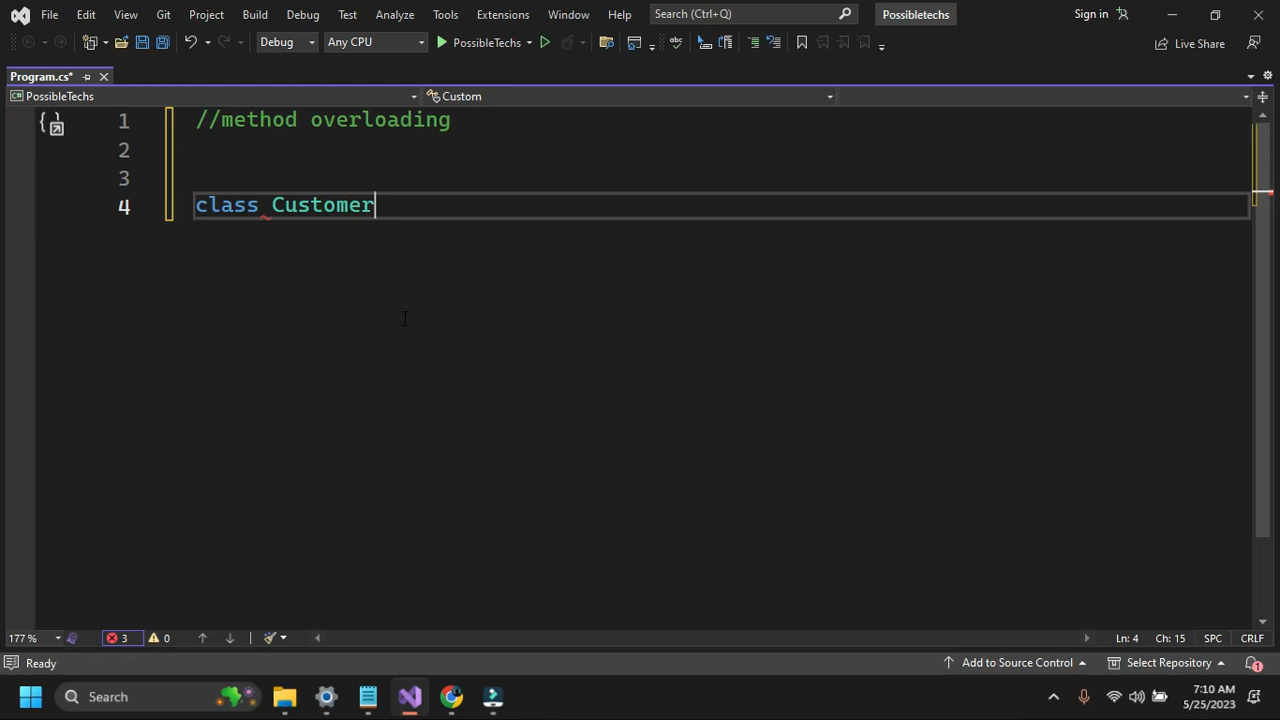 File Edit View Git Project Build Debug Test Analyze Tools Extensions Window Help Search (Ctrl+Q) Possibletechs Sign in
Debug Any CPU PossibleTechs Live Share
Program.cs*
PossibleTechs Custom
1 //method overloading
2
3
4 class Customer
177 % 3 0 Ln: 4 Ch: 15 SPC CRLF
Ready Add to Source Control Select Repository 1
Search 7:10 AM
5/25/2023